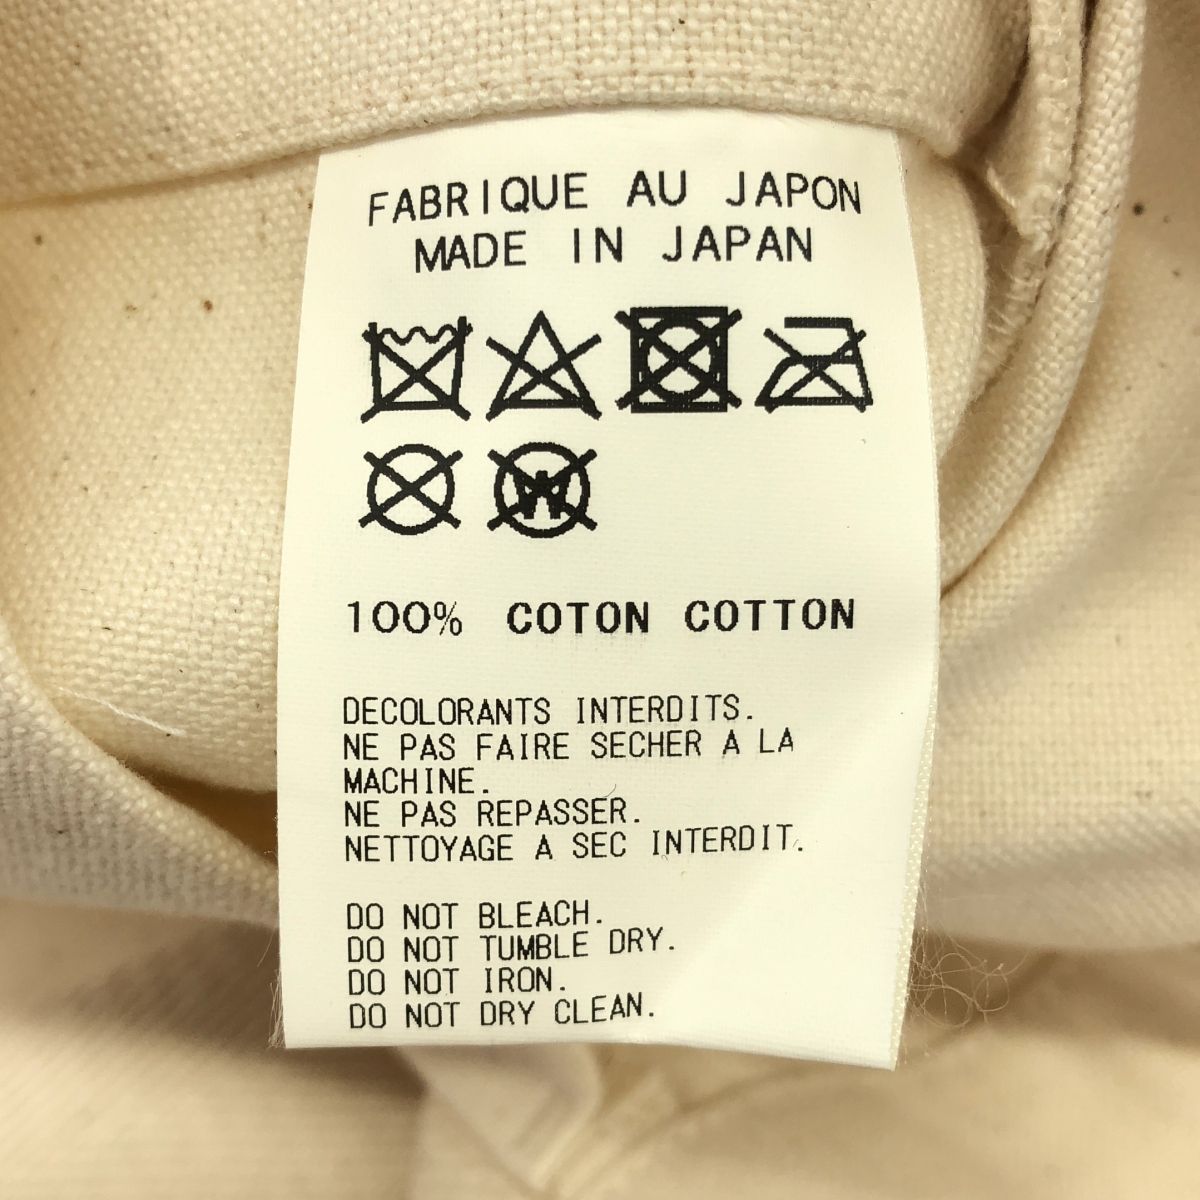 FABRIQUE AU JAPON
MADE IN JAPAN
W
100% COTON COTTON
DECOLORANTS INTERDITS.
NE PAS FAIRE SECHER A LA
MACHINE.
NE PAS REPASSER.
NETTOYAGE A SEC INTERDIT.
DO NOT BLEACH.
DO NOT TUMBLE DRY.
DO NOT IRON.
DO NOT DRY CLEAN.